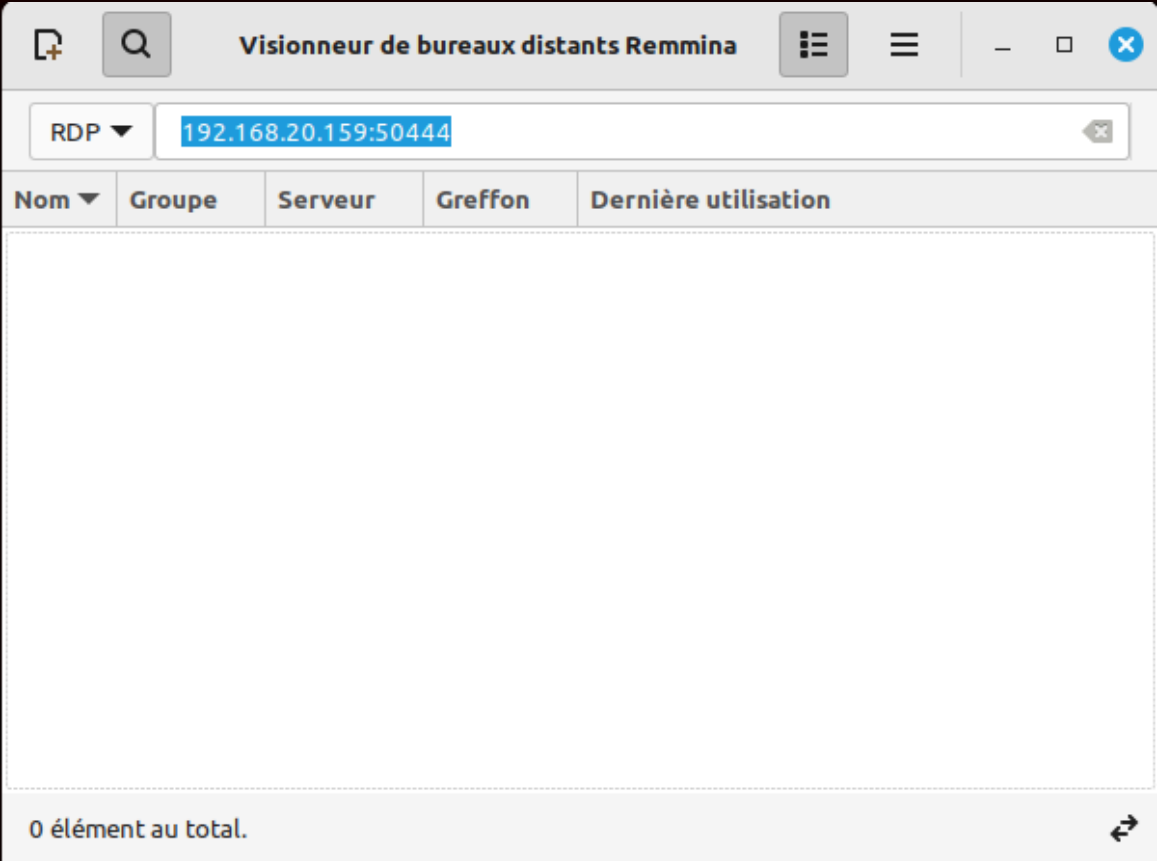 Visionneur de bureaux distants Remmina
RDP 192.168.20.159:50444
Nom Groupe Serveur Greffon Dernière utilisation
0 élément au total.